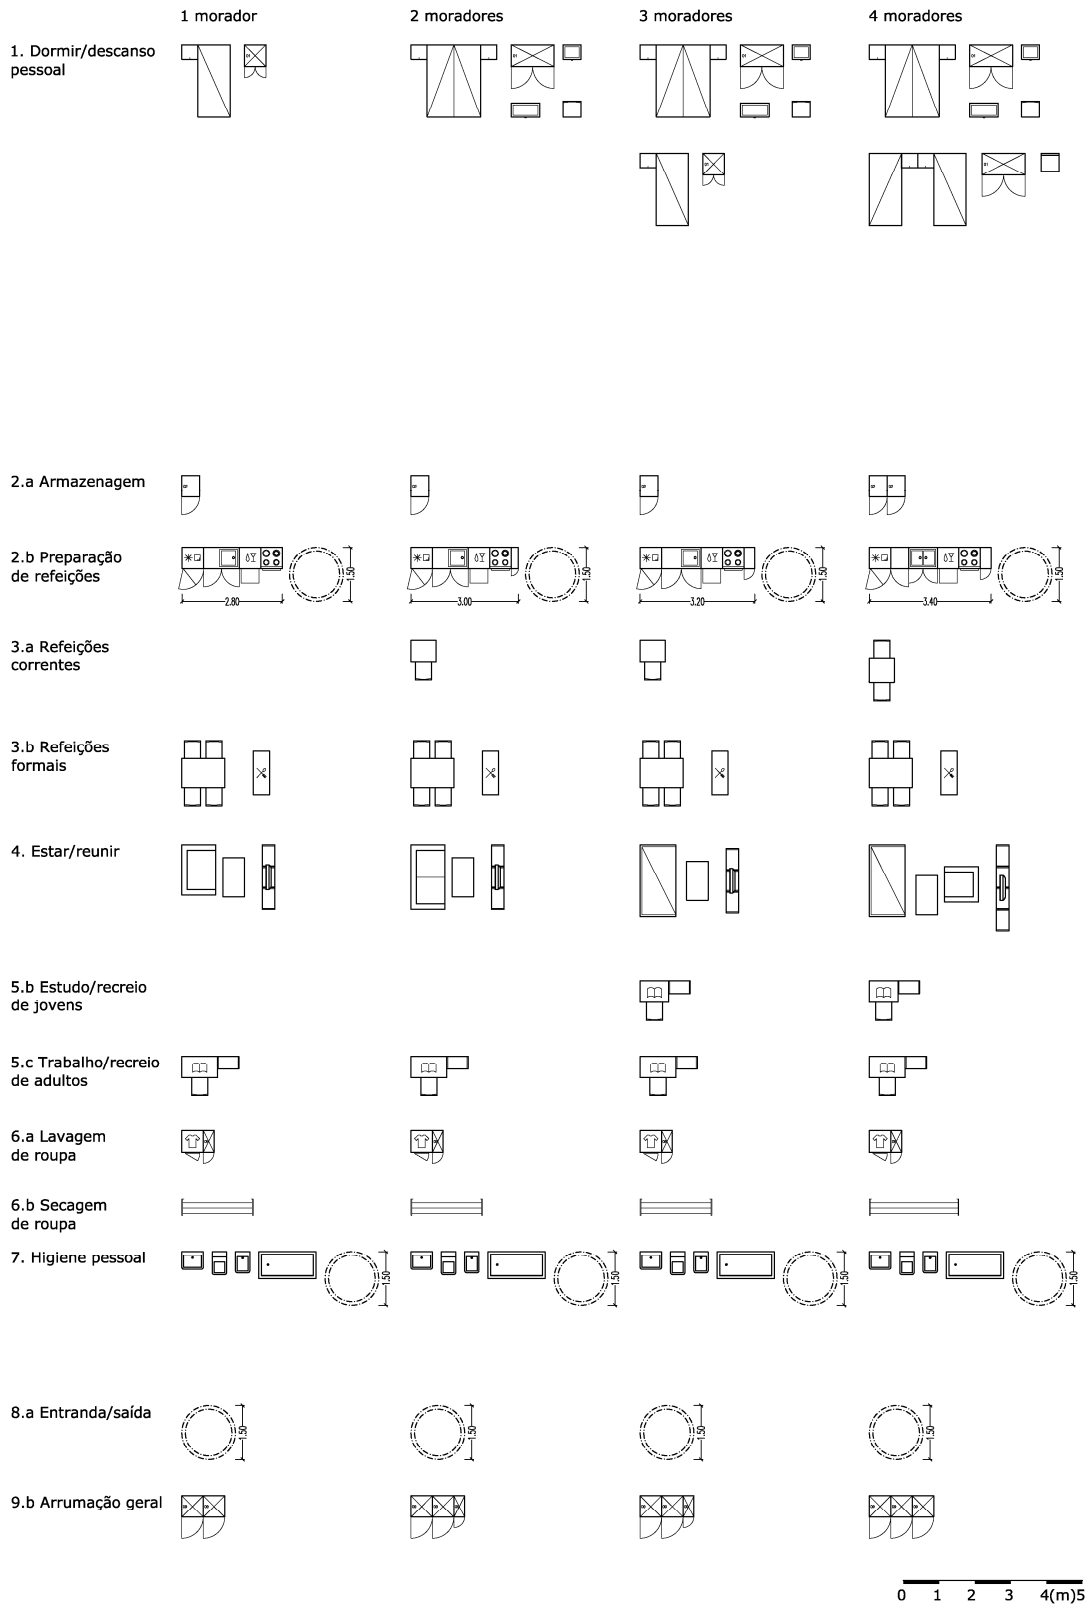 1 morador 2 moradores 3 moradores 4 moradores
1. Dormir/descanso
pessoal
2.a Armazenagem
2.b Preparação
de refeições
1.50 1.50 1.50 1.50
2.80 3.00 3.20 3.40
3.a Refeições
correntes
3.b Refeições
formais
4. Estar/reunir
5.b Estudo/recreio
de jovens
5.c Trabalho/recreio
de adultos
6.a Lavagem
de roupa
6.b Secagem
de roupa
7. Higiene pessoal
1.50 1.50 1.50 1.50
8.a Entranda/saída
1.50 1.50 1.50 1.50
9.b Arrumação geral
0 1 2 3 4(m)5